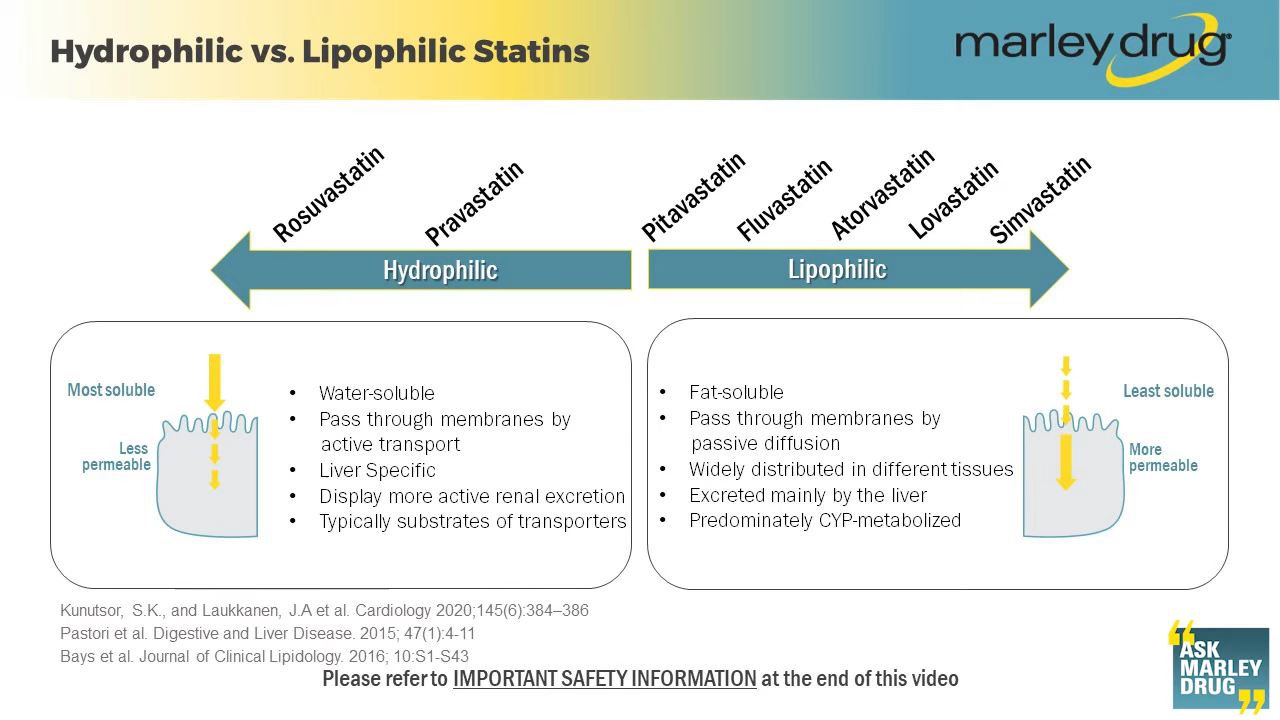 Hydrophilic vs. Lipophilic Statins
marley drug®
Rosuvastatin
Pravastatin
Pitavastatin
Fluvastatin
Atorvastatin
Lovastatin
Simvastatin
Hydrophilic
Lipophilic
Most soluble
Less
permeable
• Water-soluble
• Pass through membranes by
active transport
• Liver Specific
• Display more active renal excretion
• Typically substrates of transporters
• Fat-soluble
• Pass through membranes by
passive diffusion
• Widely distributed in different tissues
• Excreted mainly by the liver
• Predominately CYP-metabolized
Least soluble
More
permeable
Kunutsor, S.K., and Laukkanen, J.A et al. Cardiology 2020;145(6):384–386
Pastori et al. Digestive and Liver Disease. 2015; 47(1):4-11
Bays et al. Journal of Clinical Lipidology. 2016; 10:S1-S43
Please refer to IMPORTANT SAFETY INFORMATION at the end of this video
“ASK
MARLEY
DRUG”